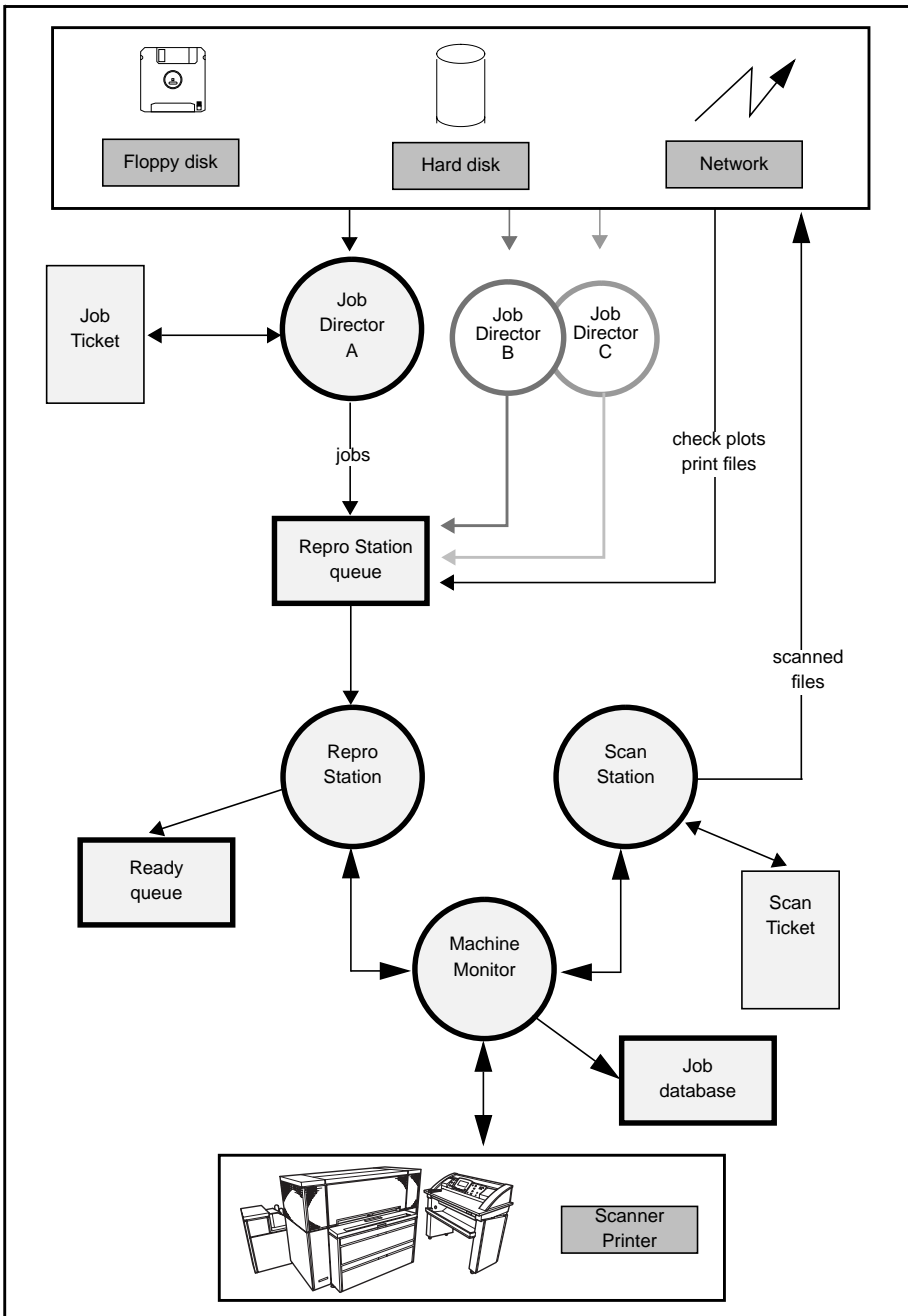 Floppy disk
Hard disk
Network
Job
Ticket
Job
Director
A
Job
Director
B
Job
Director
C
jobs
check plots
print files
Repro Station
queue
scanned
files
Repro
Station
Scan
Station
Ready
queue
Machine
Monitor
Scan
Ticket
Job
database
Scanner
Printer